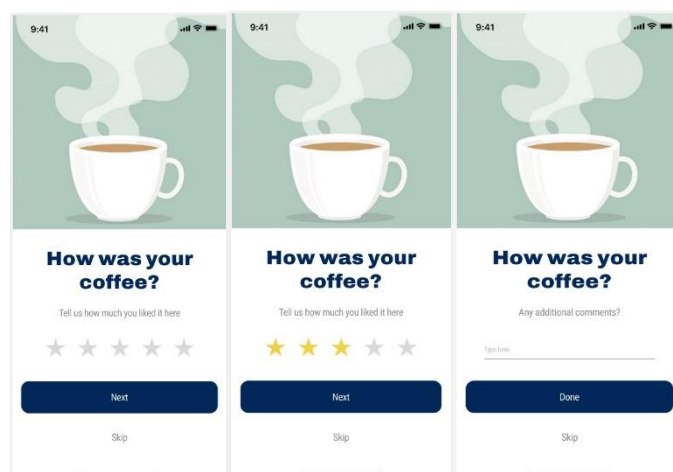 9:41
How was your
coffee?
Tell us how much you liked it here
Next
Skip
9:41
How was your
coffee?
Tell us how much you liked it here
Next
Skip
9:41
How was your
coffee?
Any additional comments?
Type here
Done
Skip